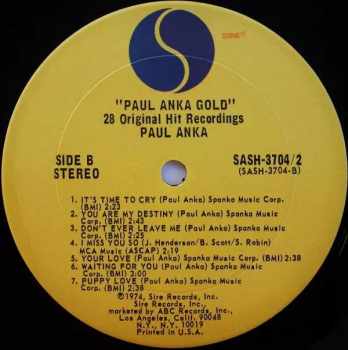 "PAUL ANKA GOLD"
28 Original Hit Recordings
PAUL ANKA
SIDE B
STEREO
SASH-3704/2
(SASH-3704-B)
1. IT'S TIME TO CRY (Paul Anka) Spanka Music Corp.
(BMI) 2:23
2. YOU ARE MY DESTINY (Paul Anka) Spanka Music
Corp. (BMI) 2:43
3. DON'T EVER LEAVE ME (Paul Anka) Spanka Music
Corp. (BMI) 2:25
4. I MISS YOU SO (J. Henderson/B. Scott/S. Robin)
MCA Music (ASCAP) 2:19
5. YOUR LOVE (Paul Anka) Spanka Music Corp. (BMI) 2:38
6. WAITING FOR YOU (Paul Anka) Spanka Music
Corp. (BMI) 2:00
7. PUPPY LOVE (Paul Anka) Spanka Music
Corp. (BMI) 2:38
©1974, Sire Records, Inc.
Sire Records, Inc.
marketed by ABC Records, Inc.
Los Angeles, Calif. 90048
N.Y., N.Y. 10019
Printed in U.S.A.